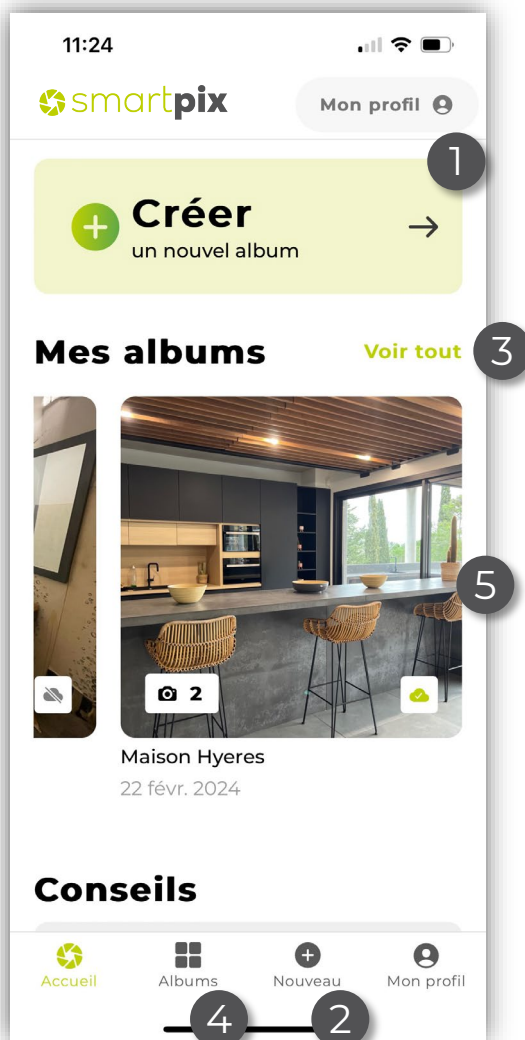 11:24
smartpix
Mon profil
1
Créer
un nouvel album
Mes albums
Voir tout
3
5
2
Maison Hyeres
22 févr. 2024
Conseils
Accueil
Albums
Nouveau
Mon profil
4
2